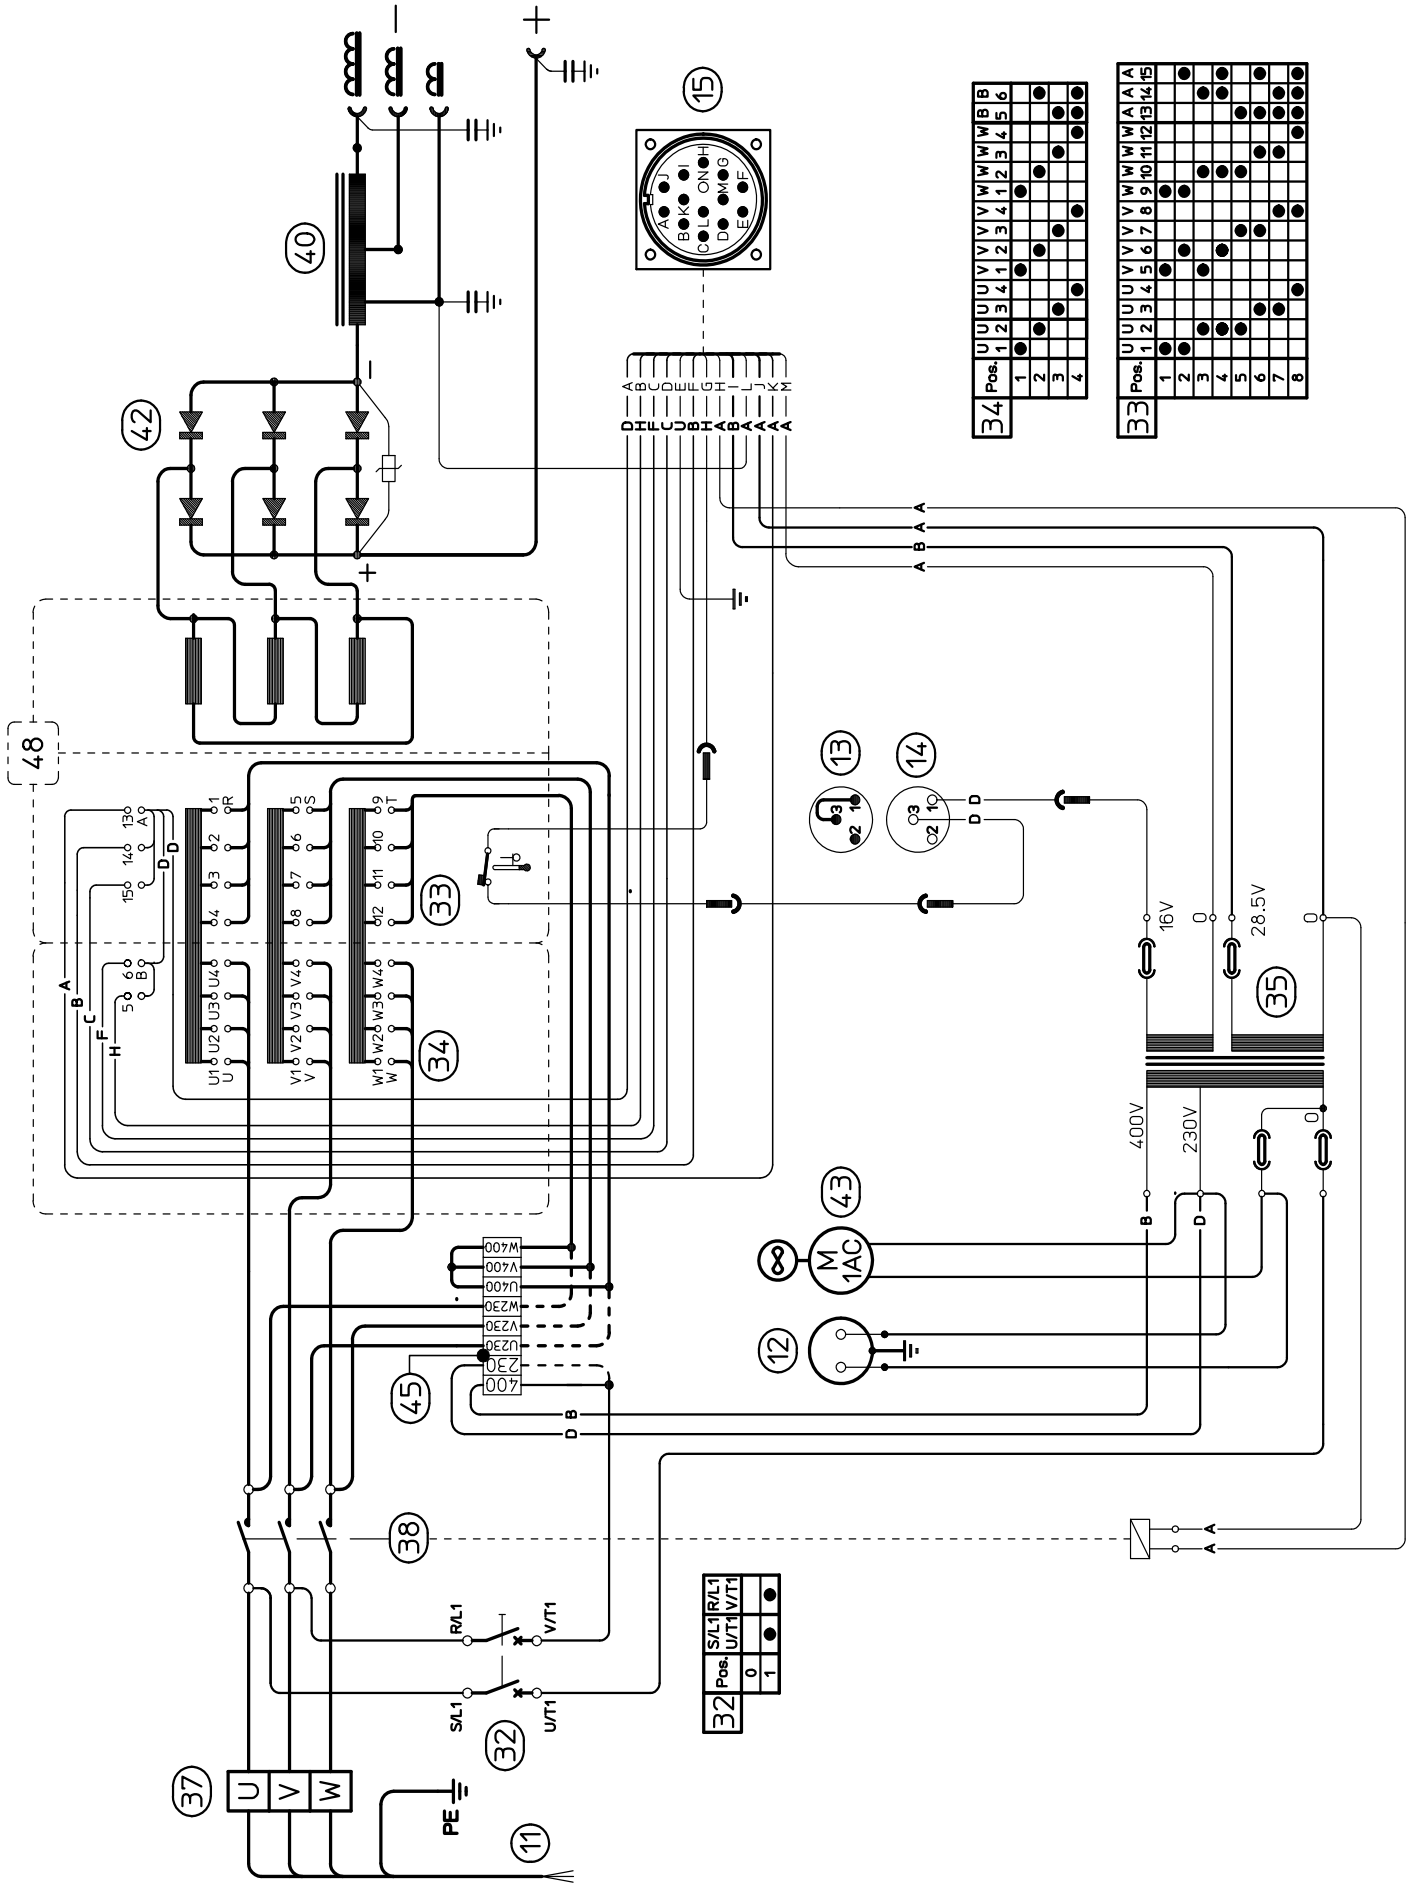 48
A
B
C
F
H
5 6 15 14 13
B A
D
D
42
37
U
V
W
U1 U2 U3 U4 4 3 2 1
U R
V1 V2 V3 V4 8 7 6 5
V S
W1 W2 W3 W4 12 11 10 9
W T
40
+
−
−
+
38
45
34
33
PE
11
S/L1
R/L1
32
U/T1
V/T1
400
230
U230
V230
W230
U400
V400
W400
D
B
D A
H B
F C
C D
U E
B F
H G
A H
B I
A L
A J
A K
A M
15
A J
B K I
C L N H
D M G
E F
32
Pos. S/L1 R/L1
U/T1 V/T1
0
1
12
43
M
1AC
13
1
2
3
14
1
2
3
D
D
A
B
A
A
400V
230V
0
B
D
35
16V
0
28.5V
0
A
A
34
Pos. U U U U V V V V W W W W B B
1 2 3 4 1 2 3 4 1 2 3 4 5 6
1
2
3
4
33
Pos. U U U U V V V V W W W W A A A
1 2 3 4 5 6 7 8 9 10 11 12 13 14 15
1
2
3
4
5
6
7
8